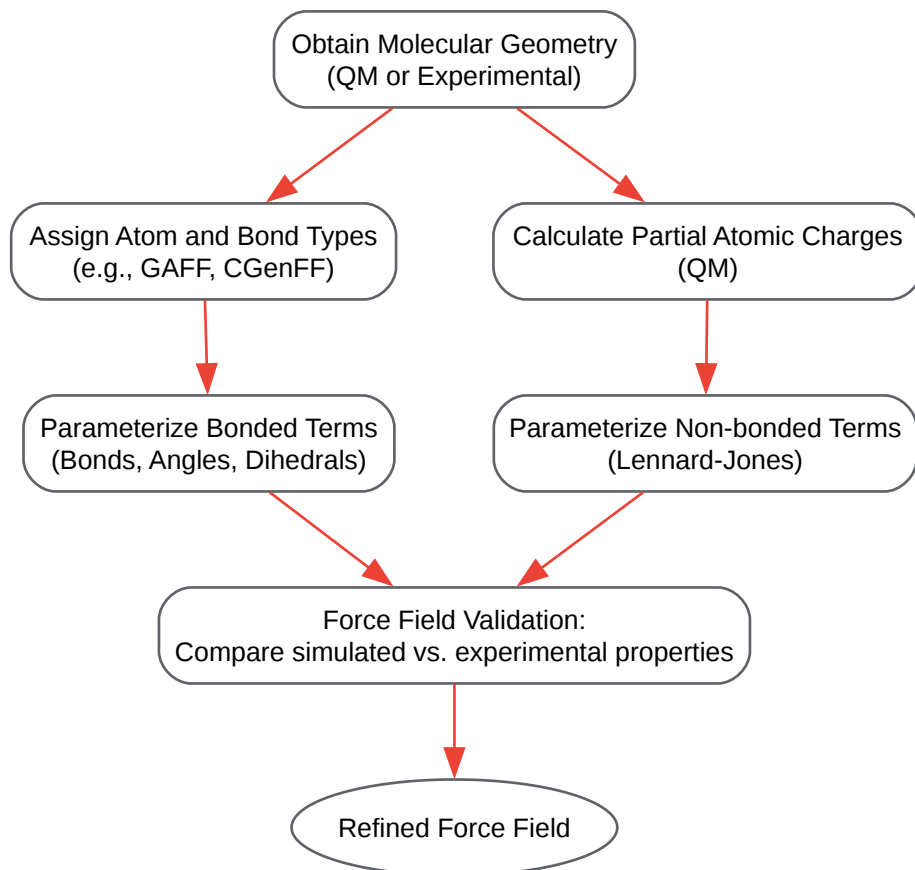 Obtain Molecular Geometry
(QM or Experimental)
Assign Atom and Bond Types
(e.g., GAFF, CGenFF)
Calculate Partial Atomic Charges
(QM)
Parameterize Bonded Terms
(Bonds, Angles, Dihedrals)
Parameterize Non-bonded Terms
(Lennard-Jones)
Force Field Validation:
Compare simulated vs. experimental properties
Refined Force Field